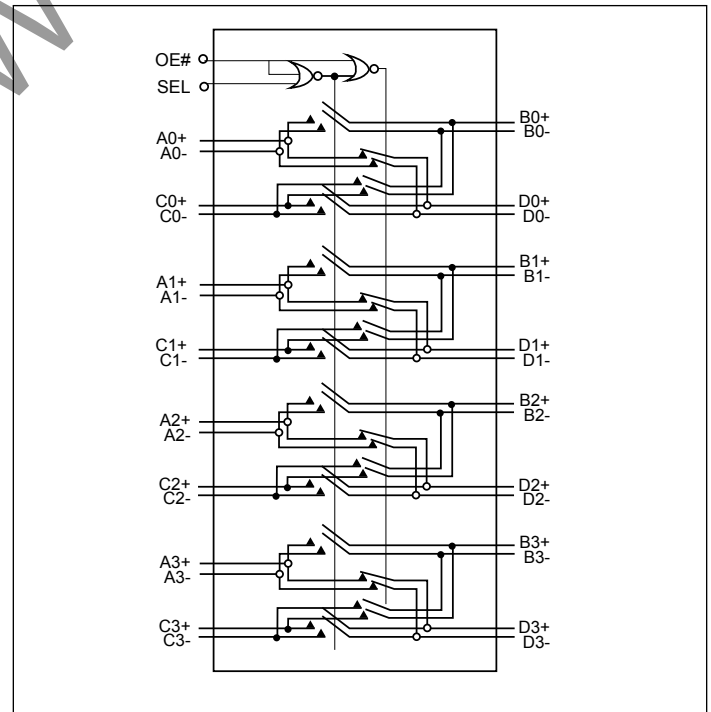 OE#
SEL
B0+
B0-
A0+
A0-
C0+
C0-
D0+
D0-
B1+
B1-
A1+
A1-
C1+
C1-
D1+
D1-
B2+
B2-
A2+
A2-
C2+
C2-
D2+
D2-
B3+
B3-
A3+
A3-
C3+
C3-
D3+
D3-